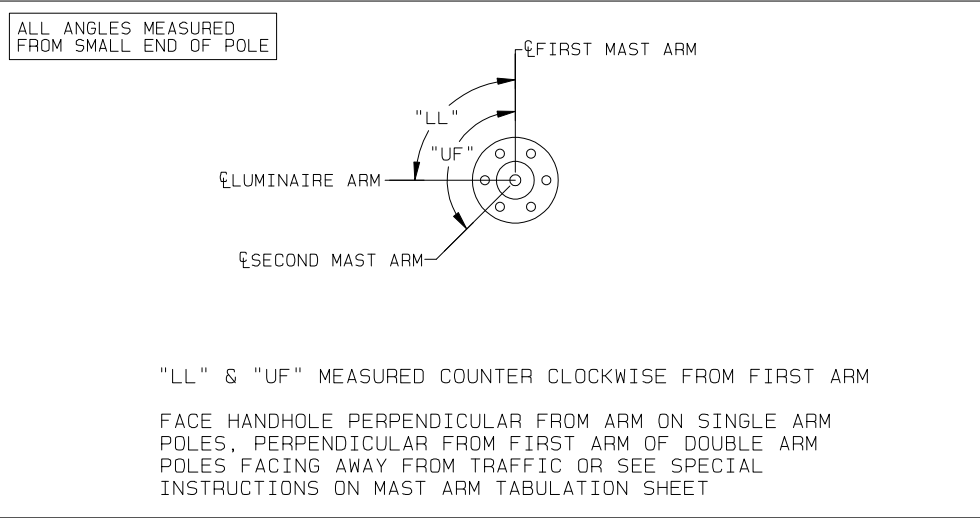 ALL ANGLES MEASURED
FROM SMALL END OF POLE
℄FIRST MAST ARM
"LL"
"UF"
℄LUMINAIRE ARM
℄SECOND MAST ARM
"LL" & "UF" MEASURED COUNTER CLOCKWISE FROM FIRST ARM
FACE HANDHOLE PERPENDICULAR FROM ARM ON SINGLE ARM
POLES, PERPENDICULAR FROM FIRST ARM OF DOUBLE ARM
POLES FACING AWAY FROM TRAFFIC OR SEE SPECIAL
INSTRUCTIONS ON MAST ARM TABULATION SHEET